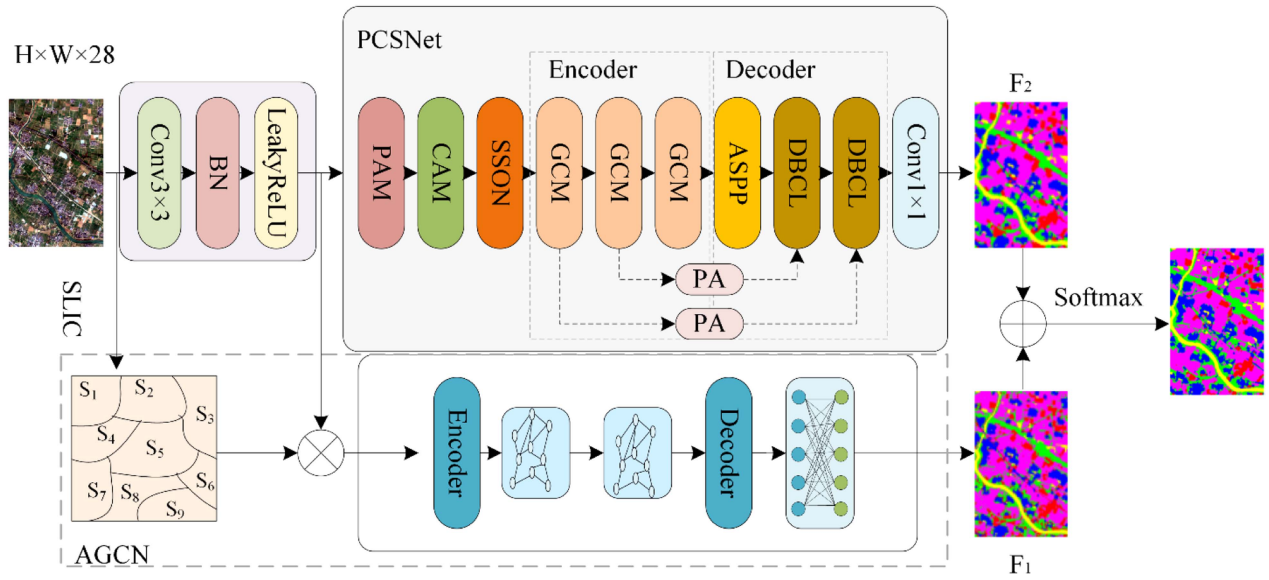 H×W×28
PCSNet
Encoder
Decoder
Conv3×3
BN
LeakyReLU
PAM
CAM
SSON
GCM
GCM
GCM
ASPP
DBCL
DBCL
Conv1×1
PA
PA
F2
Softmax
SLIC
S1
S2
S3
S4
S5
S6
S7
S8
S9
Encoder
Decoder
AGCN
F1